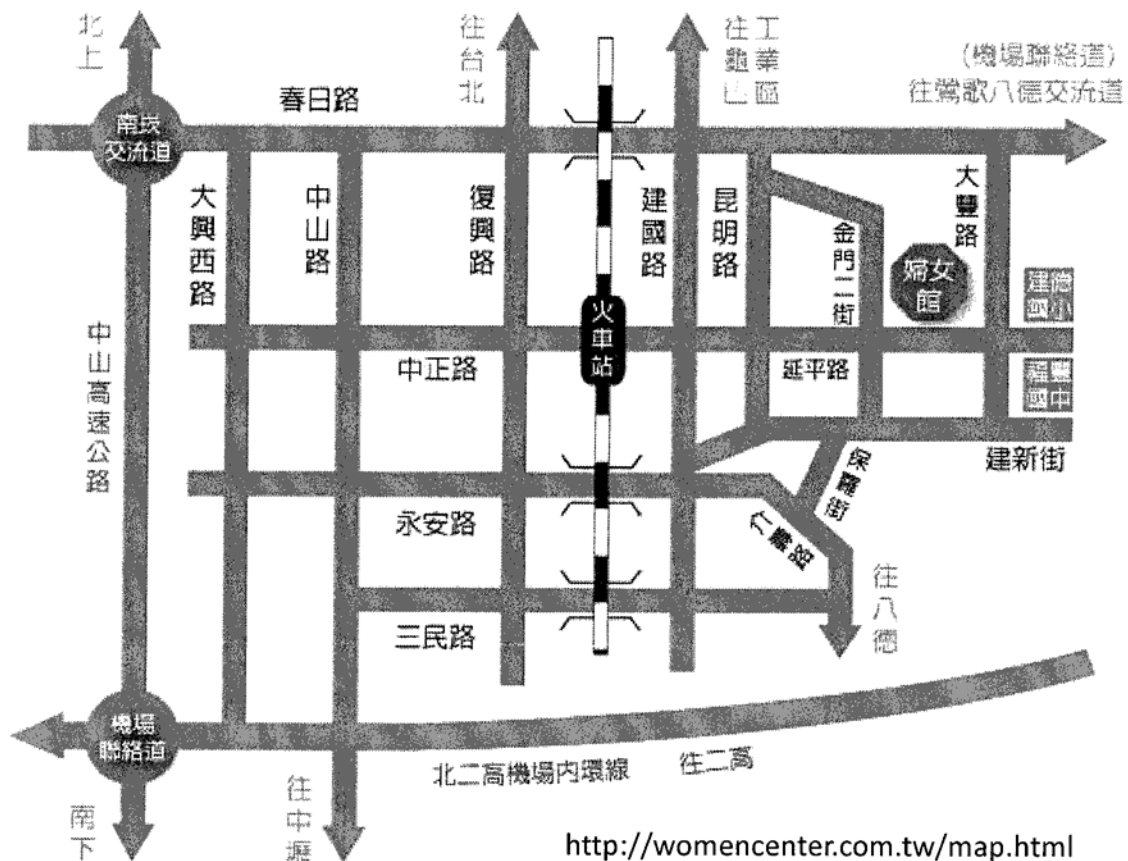 北上
往台北
往龜山
工業區
(機場聯絡道)
往鶯歌八德交流道
春日路
南崁
交流道
大興西路
中山路
復興路
建國路
昆明路
金門二街
大豐路
婦女
館
建德
國小
火車站
中山高速公路
中正路
延平路
福豐
國中
建新街
保羅街
永安路
介壽路
往八德
三民路
機場
聯絡道
北二高機場內環線
往二高
南下
往中壢
http://womencenter.com.tw/map.html